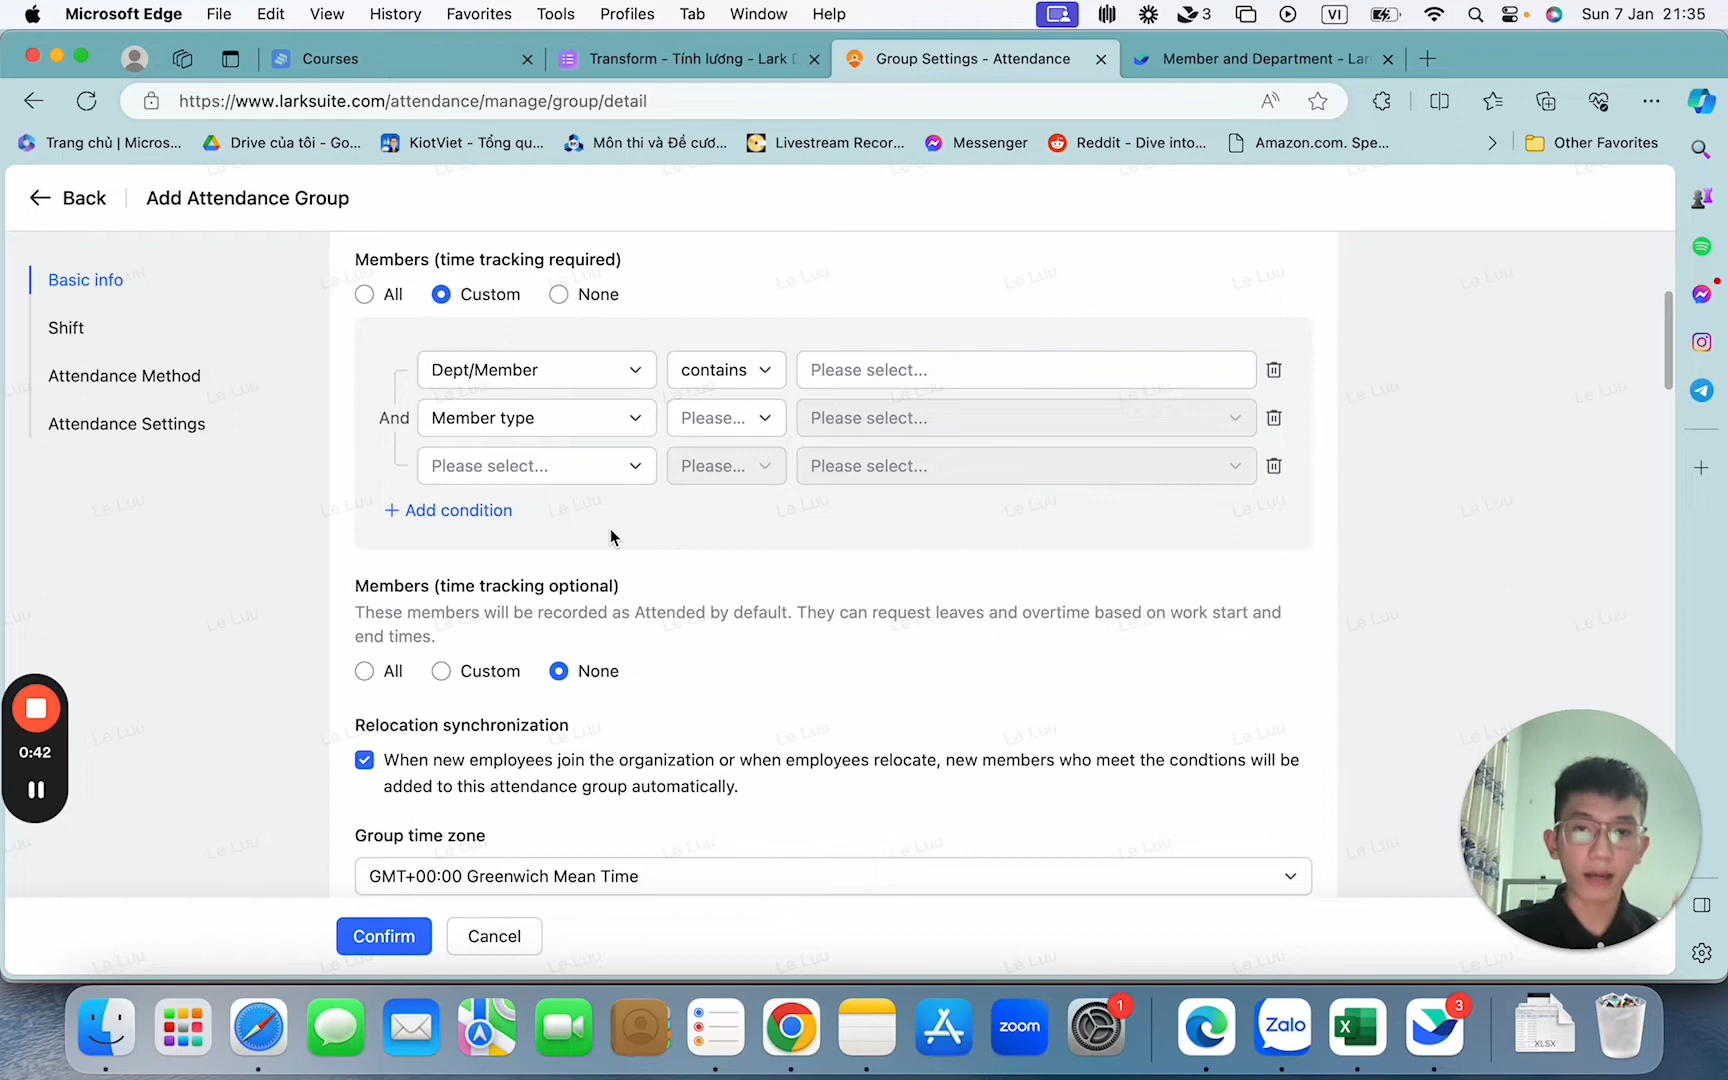 Microsoft Edge File Edit View History Favorites Tools Profiles Tab Window Help VI 3 Sun 7 Jan 21:35
Courses Transform - Tính lương - Lark D Group Settings - Attendance Member and Department - Lar
https://www.larksuite.com/attendance/manage/group/detail
Trang chủ | Micros... Drive của tôi - Go... KiotViet - Tổng qu... Môn thi và Đề cươ... Livestream Recor... Messenger Reddit - Dive into... Amazon.com. Spe... Other Favorites
Back Add Attendance Group
Basic info
Shift
Attendance Method
Attendance Settings
Members (time tracking required)
All Custom None
Dept/Member contains Please select...
And Member type Please... Please select...
Please select... Please... Please select...
+ Add condition
Members (time tracking optional)
These members will be recorded as Attended by default. They can request leaves and overtime based on work start and
end times.
All Custom None
Relocation synchronization
When new employees join the organization or when employees relocate, new members who meet the condtions will be
added to this attendance group automatically.
Group time zone
GMT+00:00 Greenwich Mean Time
Confirm Cancel
0:42
Le Luu
zoom
1
Zalo
3
XLSX